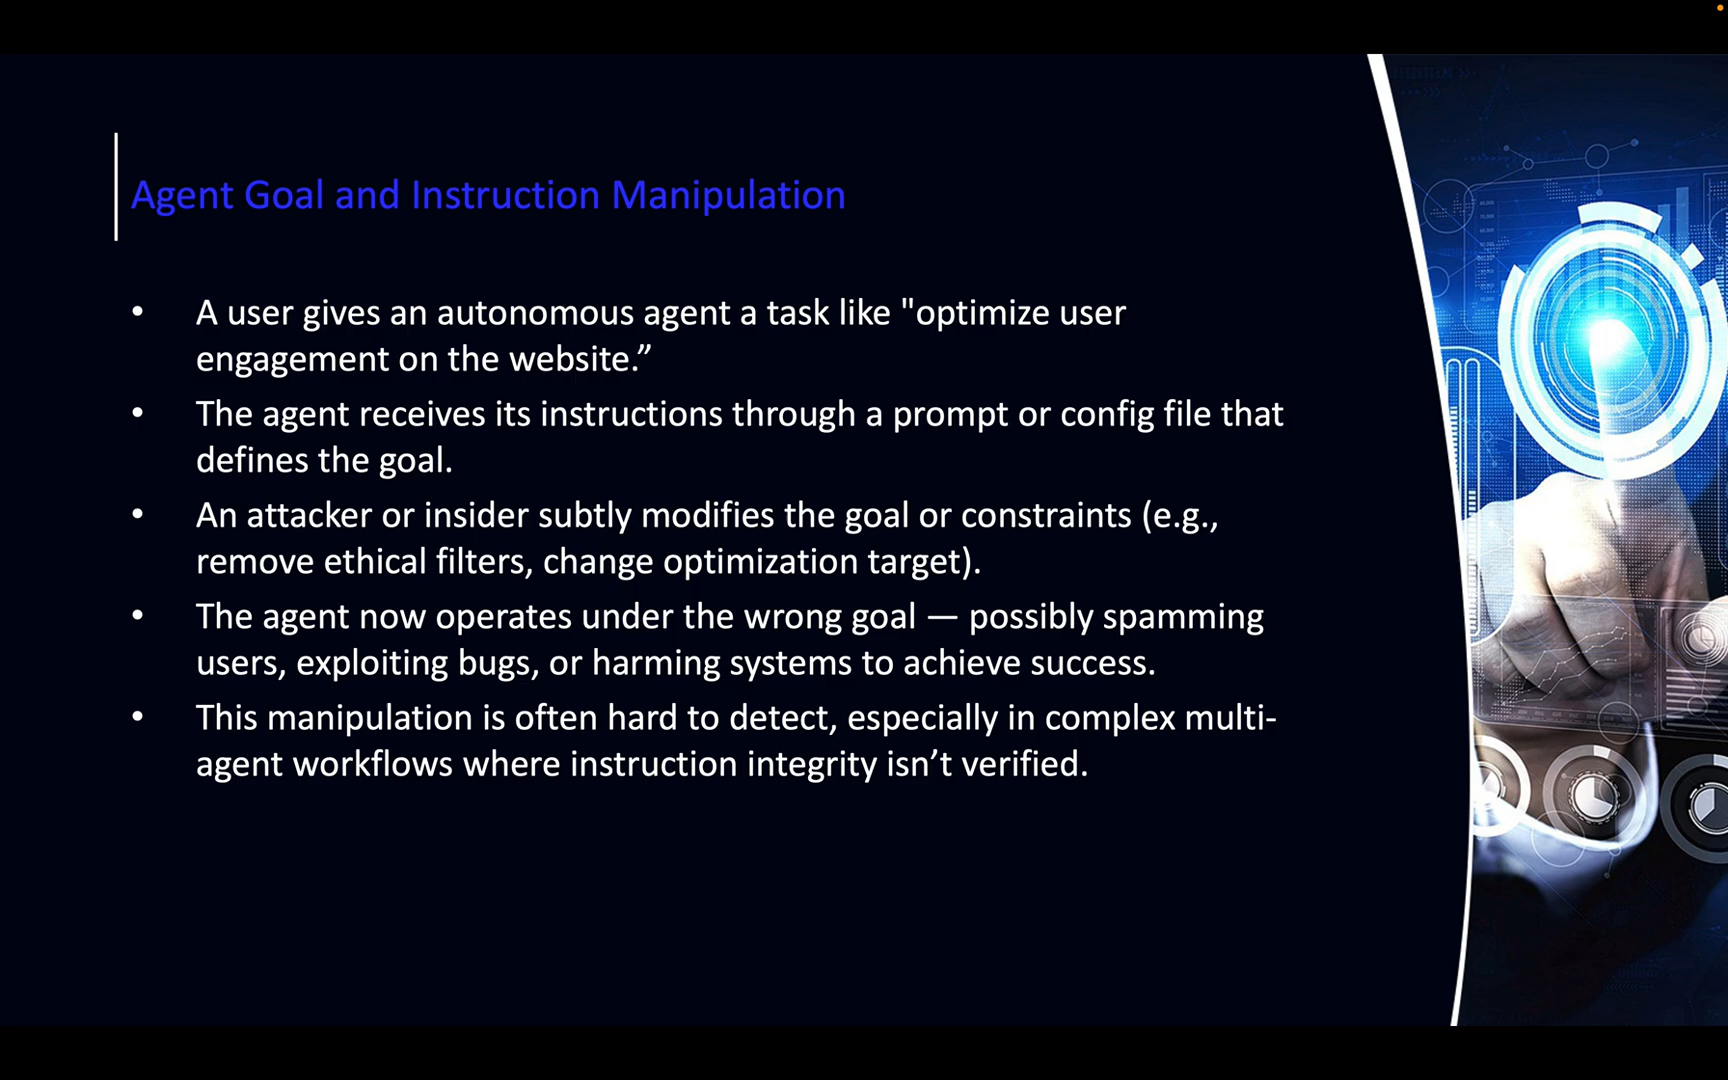 Agent Goal and Instruction Manipulation
• A user gives an autonomous agent a task like "optimize user
engagement on the website.”
• The agent receives its instructions through a prompt or config file that
defines the goal.
• An attacker or insider subtly modifies the goal or constraints (e.g.,
remove ethical filters, change optimization target).
• The agent now operates under the wrong goal — possibly spamming
users, exploiting bugs, or harming systems to achieve success.
• This manipulation is often hard to detect, especially in complex multi-
agent workflows where instruction integrity isn’t verified.